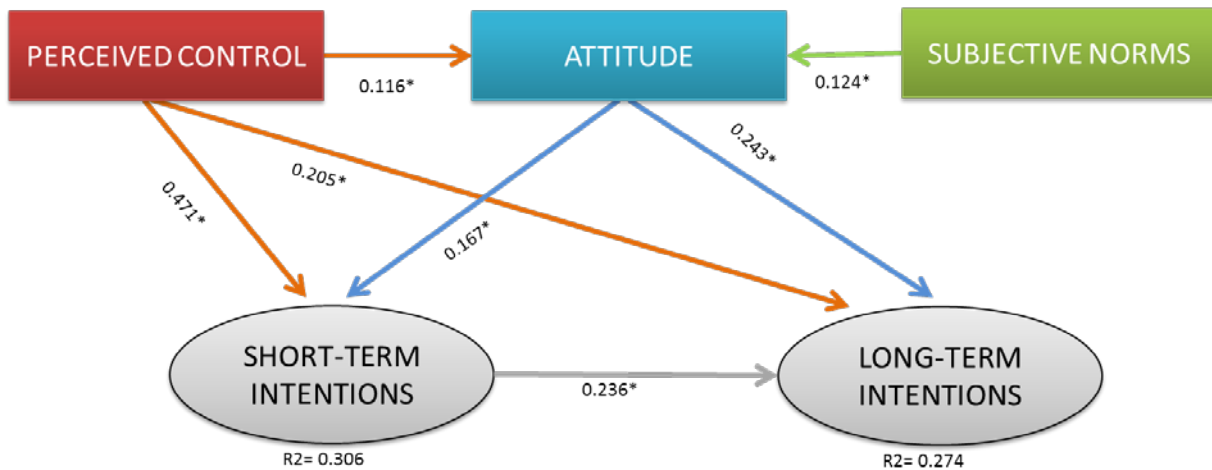 PERCEIVED CONTROL
ATTITUDE
SUBJECTIVE NORMS
0.116*
0.124*
0.471*
0.205*
0.167*
0.243*
SHORT-TERM
INTENTIONS
0.236*
LONG-TERM
INTENTIONS
R2= 0.306
R2= 0.274